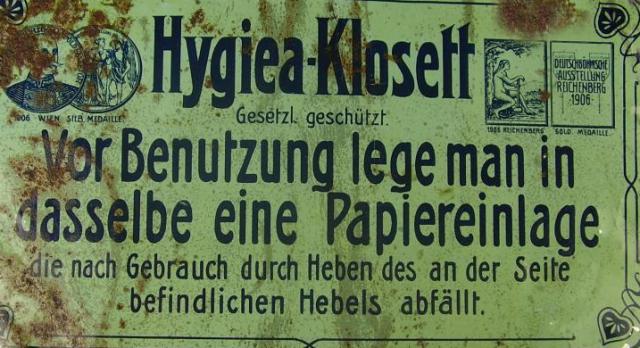 Hygiea-Klosett
Gesetzl. geschützt.
1906 WIEN SILB. MEDAILLE
DEUTSCHBÖHMISCHE
AUSSTELLUNG
REICHENBERG
1906
1906 REICHENBERG GOLD. MEDAILLE.
Vor Benutzung lege man in
dasselbe eine Papiereinlage
die nach Gebrauch durch Heben des an der Seite
befindlichen Hebels abfällt.